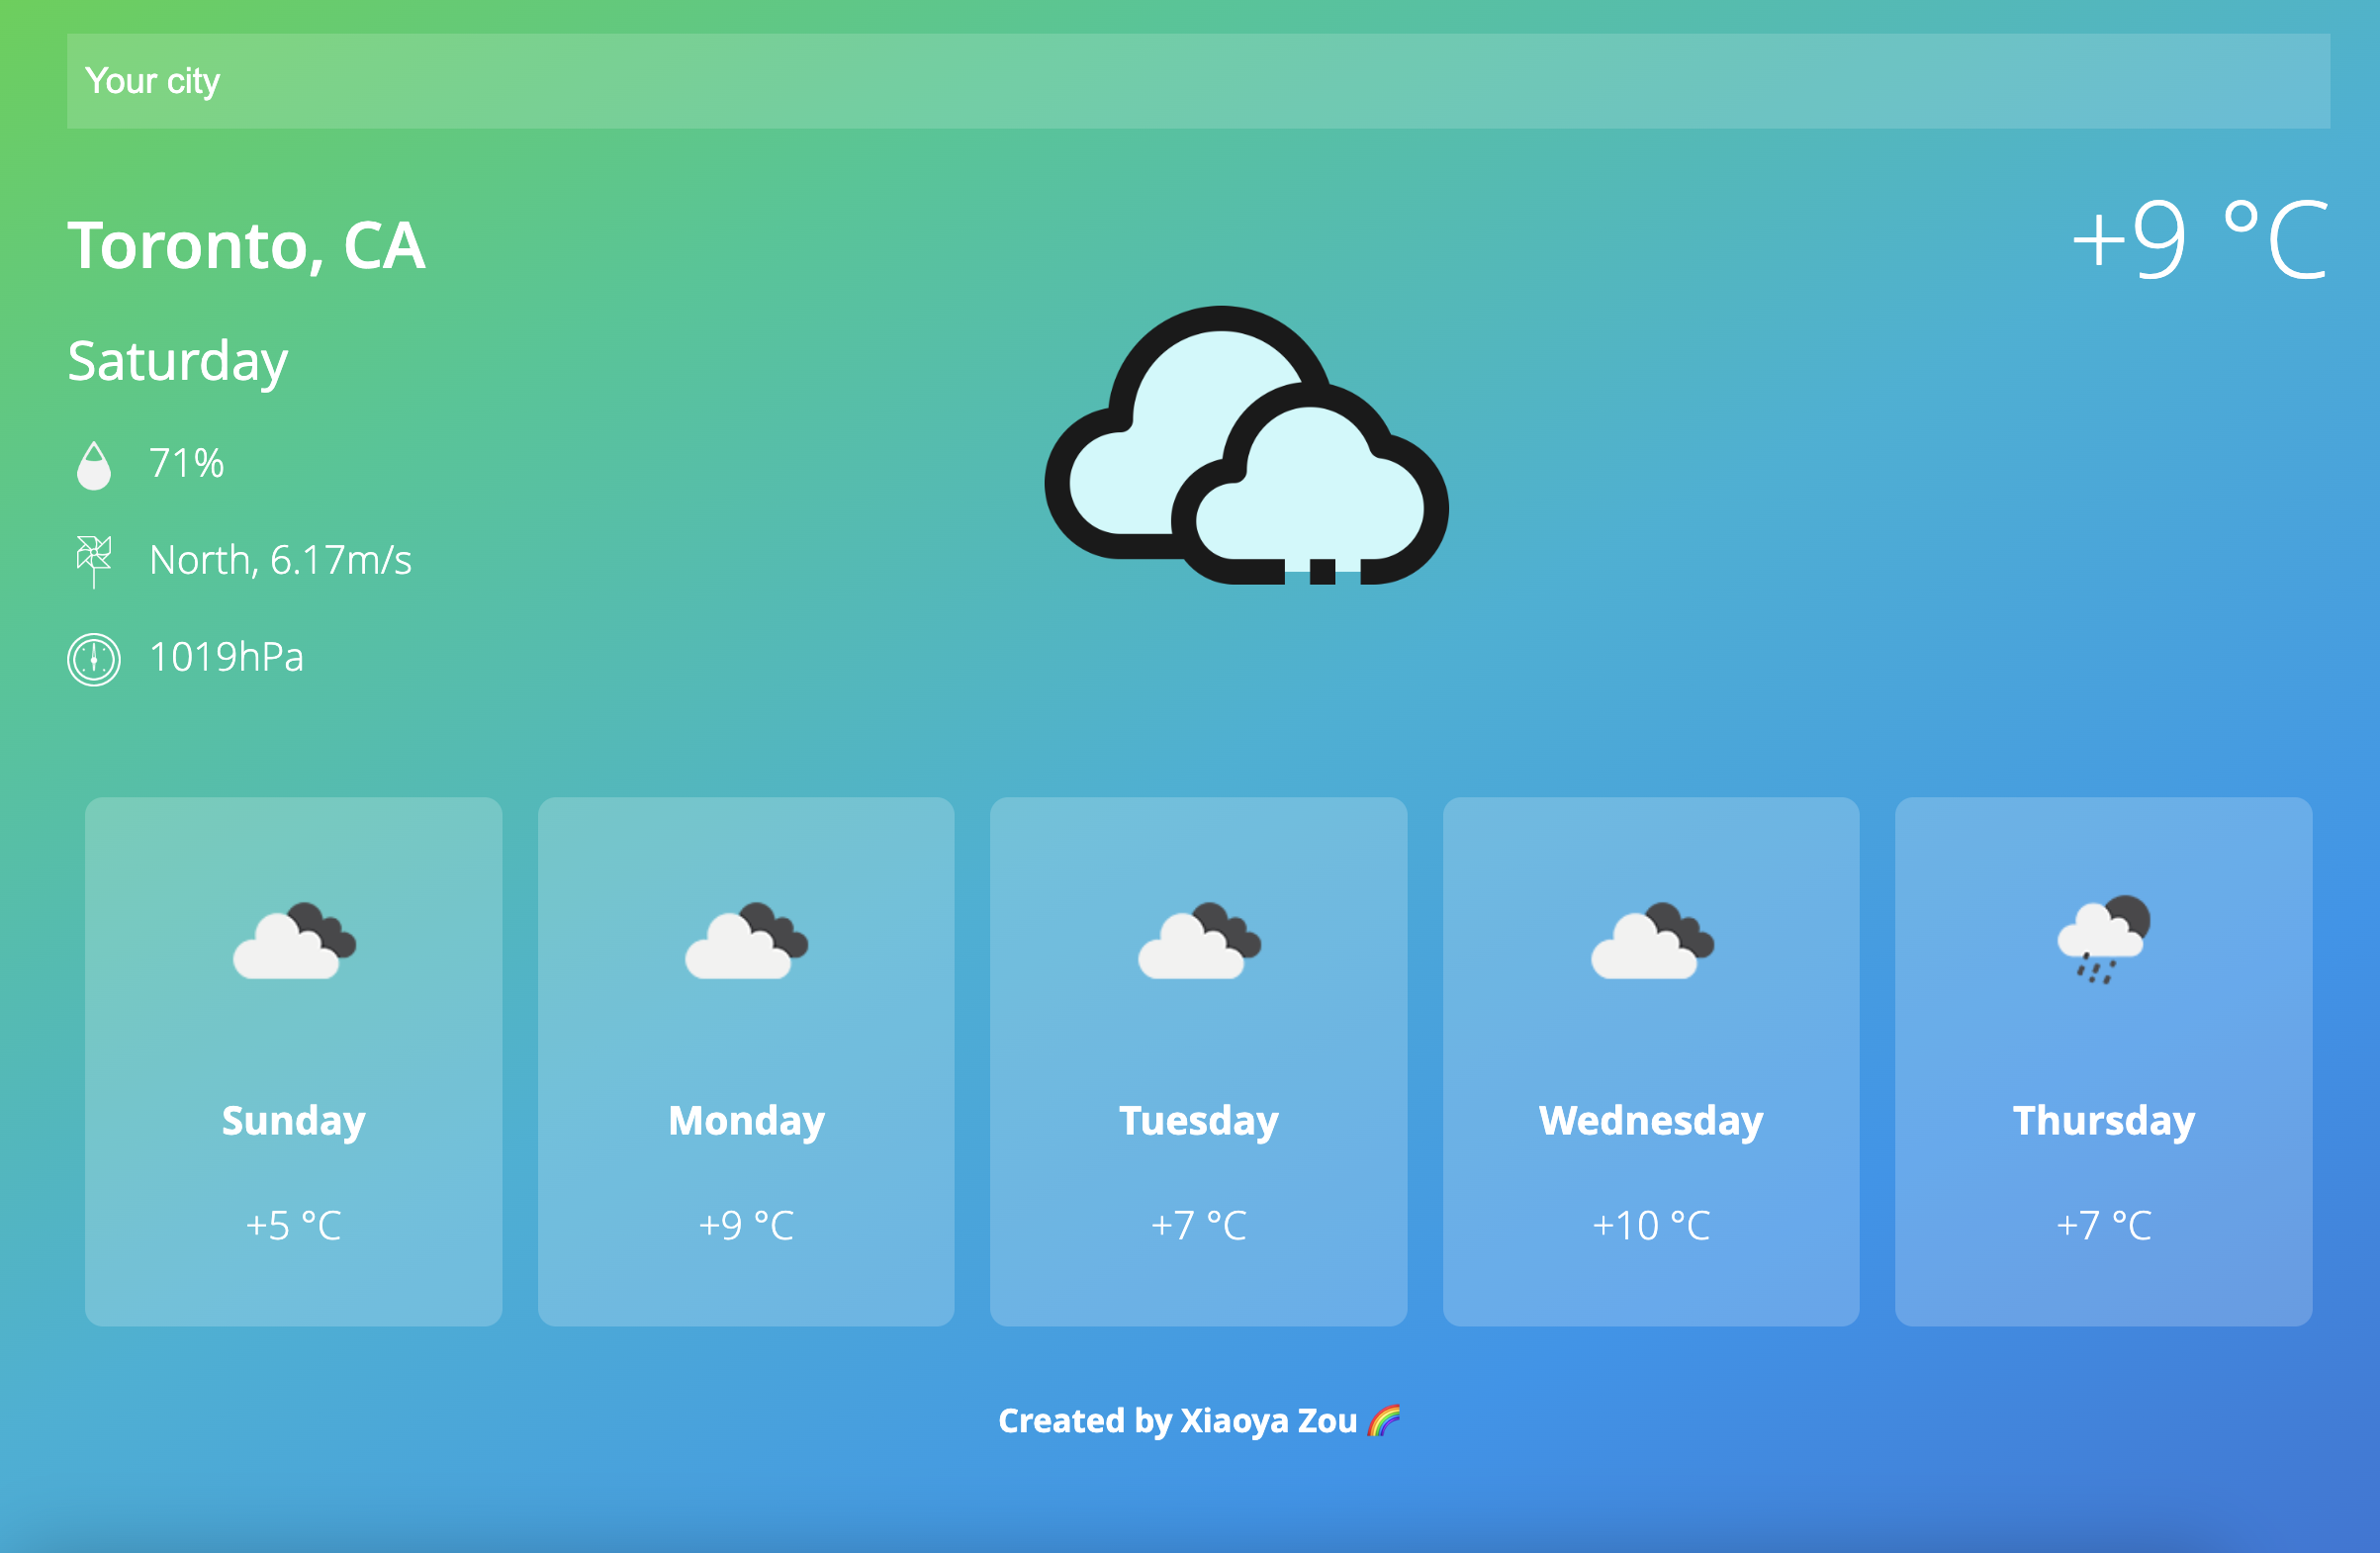 Your city
Toronto, CA
+9 °C
Saturday
71%
North, 6.17m/s
1019hPa
Sunday
+5 °C
Monday
+9 °C
Tuesday
+7 °C
Wednesday
+10 °C
Thursday
+7 °C
Created by Xiaoya Zou 🌈